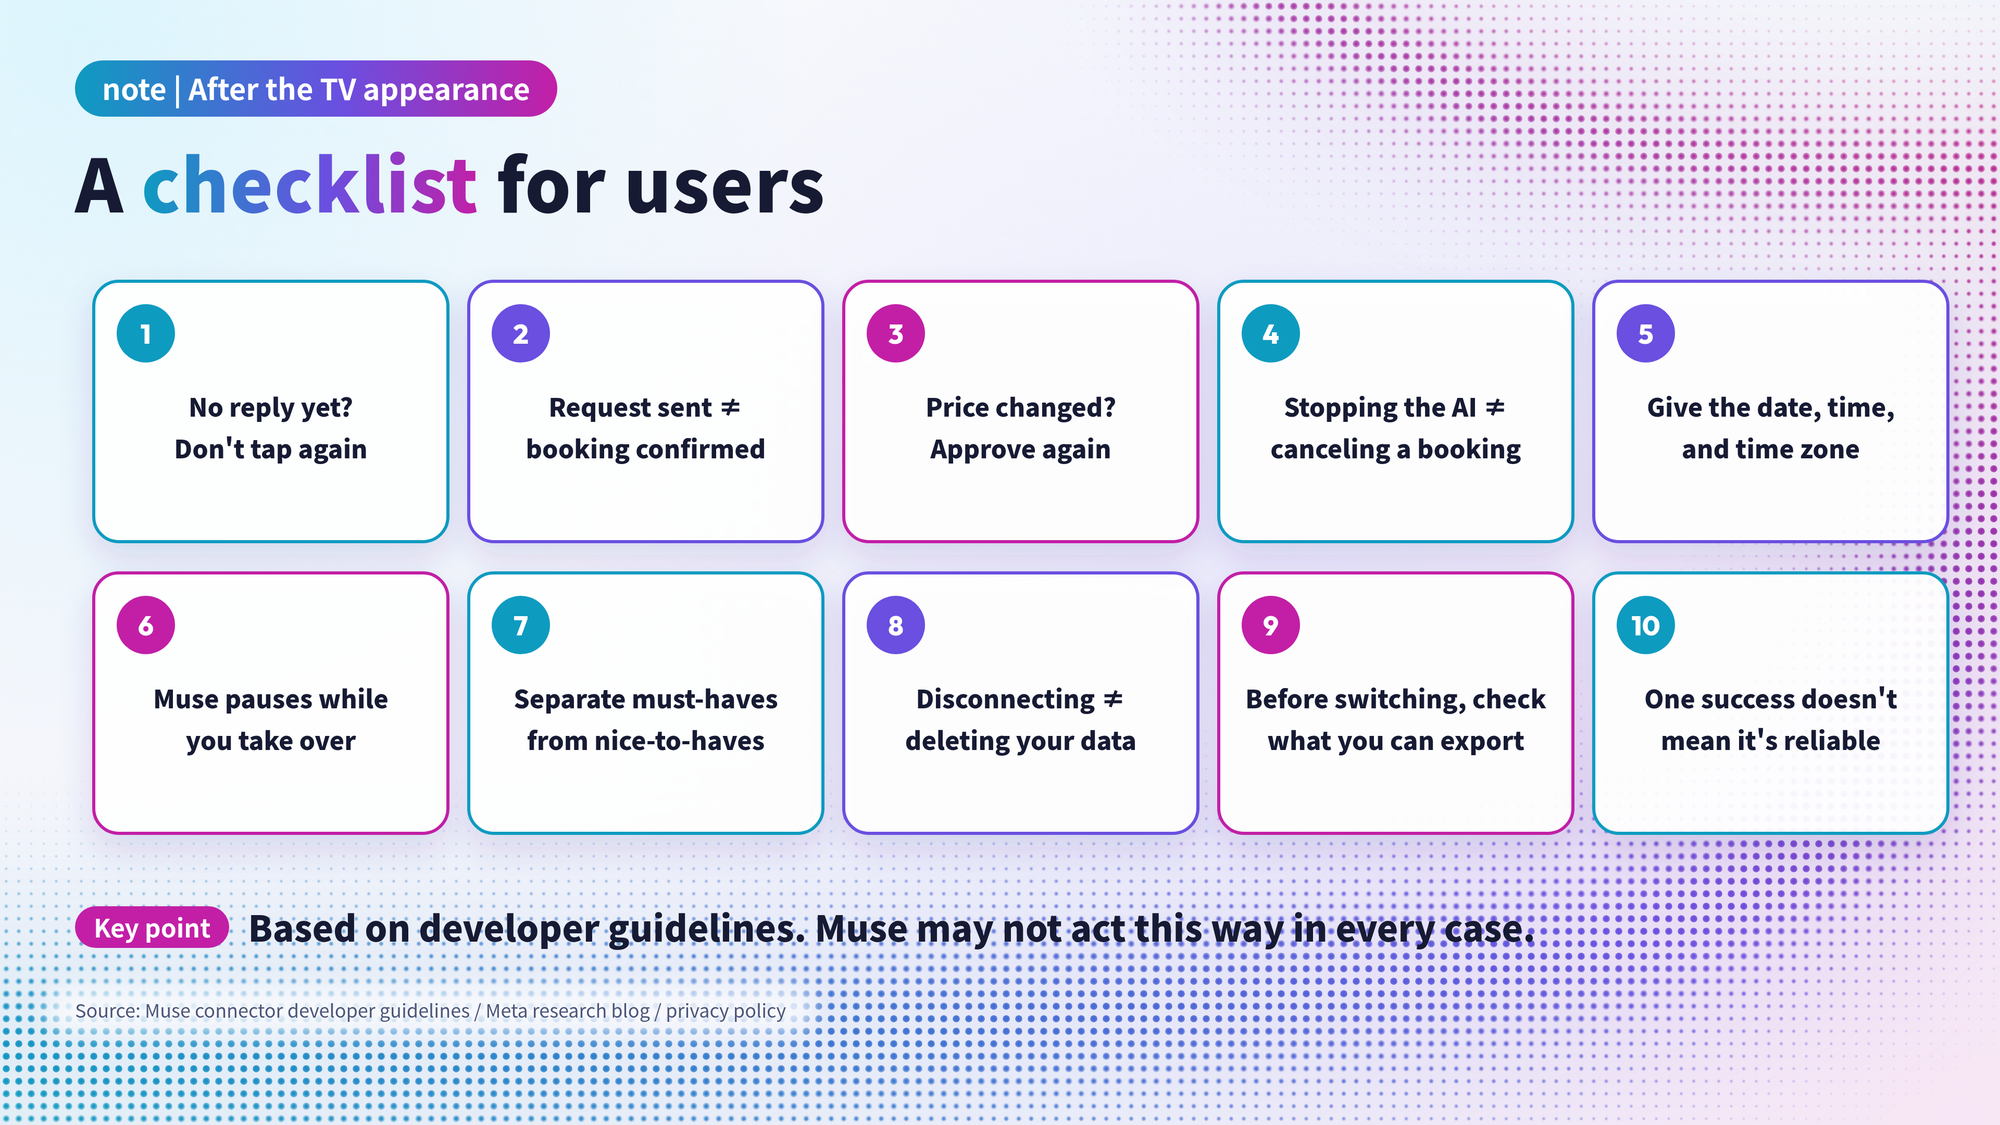 note | After the TV appearance
A checklist for users
1
No reply yet?
Don't tap again
2
Request sent ≠
booking confirmed
3
Price changed?
Approve again
4
Stopping the AI ≠
canceling a booking
5
Give the date, time,
and time zone
6
Muse pauses while
you take over
7
Separate must-haves
from nice-to-haves
8
Disconnecting ≠
deleting your data
9
Before switching, check
what you can export
10
One success doesn't
mean it's reliable
Key point Based on developer guidelines. Muse may not act this way in every case.
Source: Muse connector developer guidelines / Meta research blog / privacy policy